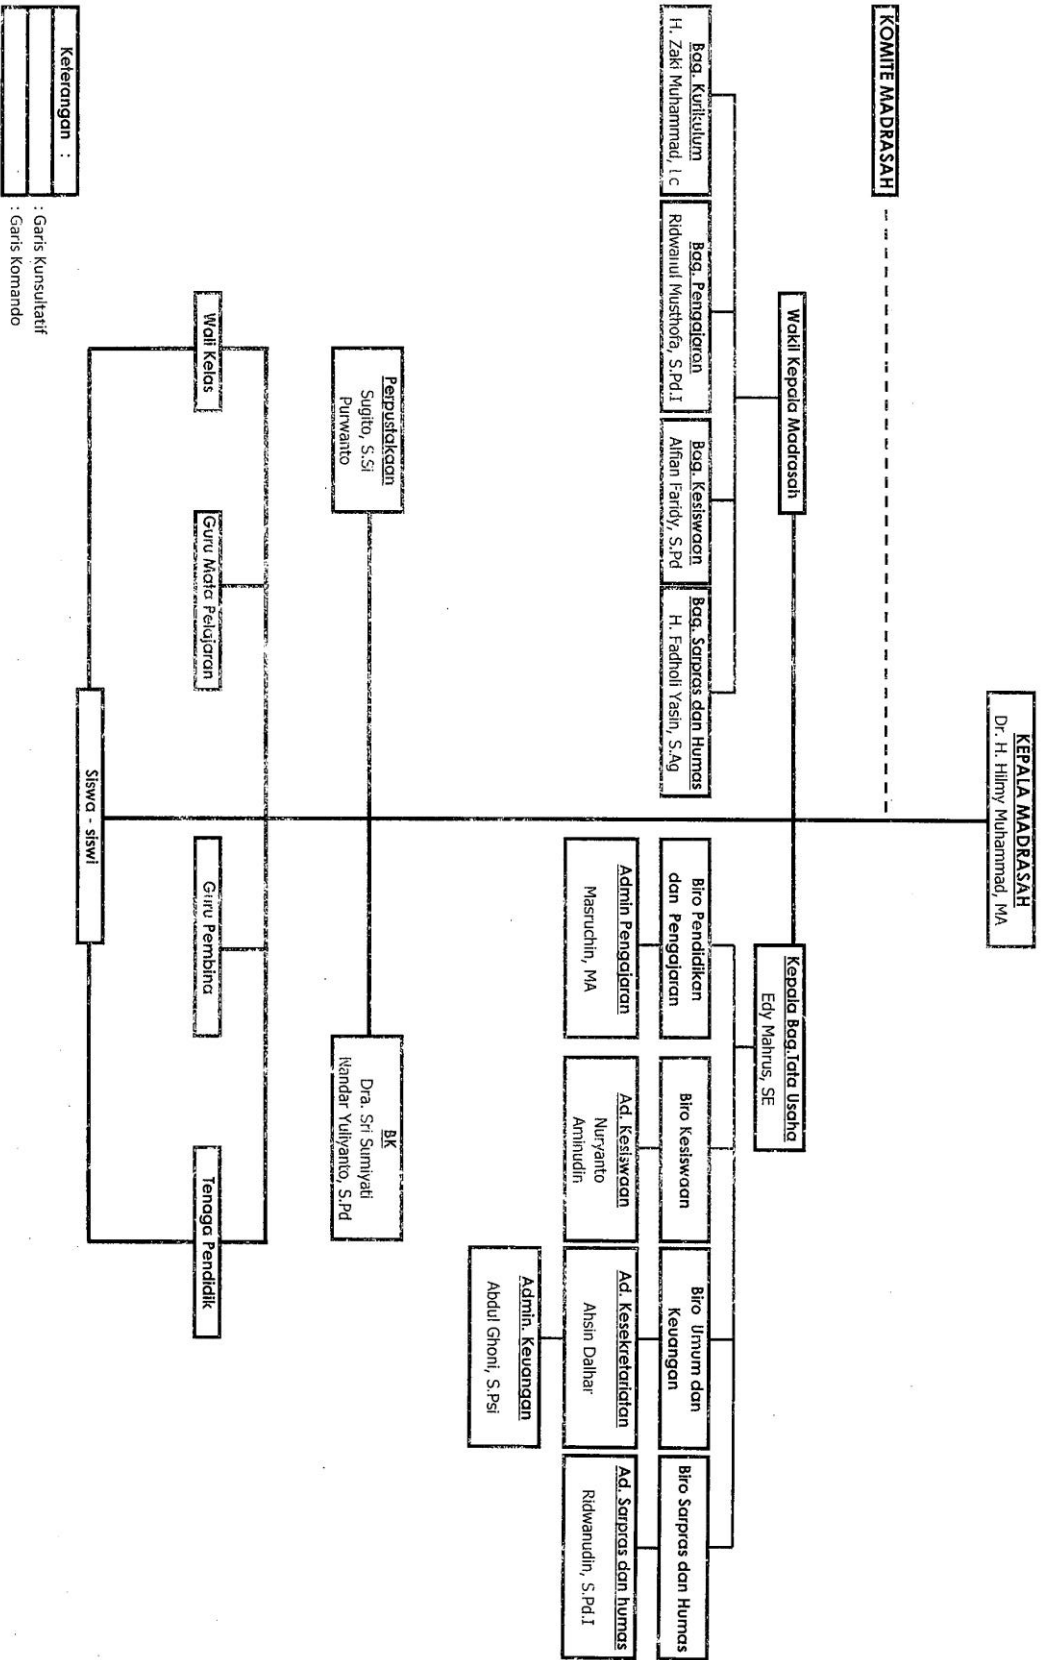 KEPALA MADRASAH
Dr. H. Hilmy Muhammad, MA
KOMITE MADRASAH
Wakil Kepala Madrasah
Kepala Bag.Tata Usaha
Edy Mahrus, SE
Bag. Kurikulum
H. Zaki Muhammad, Lc
Bag. Pengajaran
Ridwanul Musthofa, S.Pd.I
Bag. Kesiswaan
Alfian Faridy, S.Pd
Bag. Sarpras dan Humas
H. Fadholi Yasin, S.Ag
Biro Pendidikan
dan Pengajaran
Biro Kesiswaan
Biro Umum dan
Keuangan
Biro Sarpras dan Humas
Admin Pengajaran
Masruchin, MA
Ad. Kesiswaan
Nuryanto
Aminudin
Ad. Kesekretariatan
Ahsin Dalhar
Ad. Sarpras dan humas
Ridwanudin, S.Pd.I
Admin. Keuangan
Abdul Ghoni, S.Psi
Perpustakaan
Sugito, S.Si
Purwanto
BK
Dra. Sri Sumiyati
Nandar Yuliyanto, S.Pd
Wali Kelas
Guru Mata Pelajaran
Guru Pembina
Tenaga Pendidik
Siswa - siswi
Keterangan :
: Garis Kunsultatif
: Garis Komando